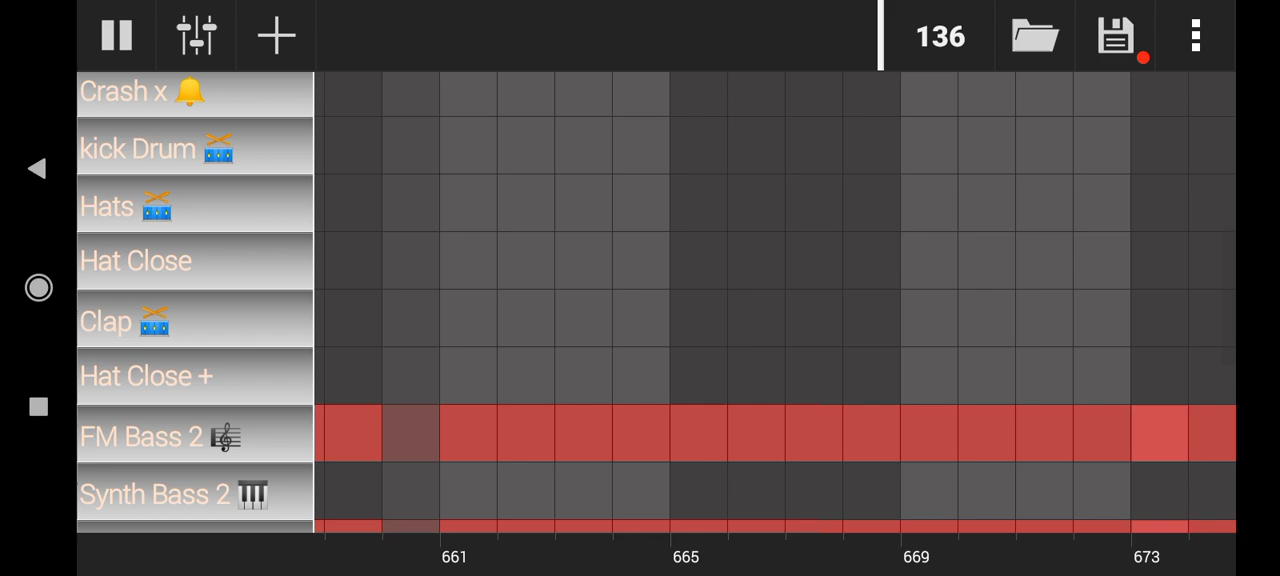 136
Crash x 🔔
kick Drum 🥁
Hats 🥁
Hat Close
Clap 🥁
Hat Close +
FM Bass 2 🎼
Synth Bass 2 🎹
661 665 669 673